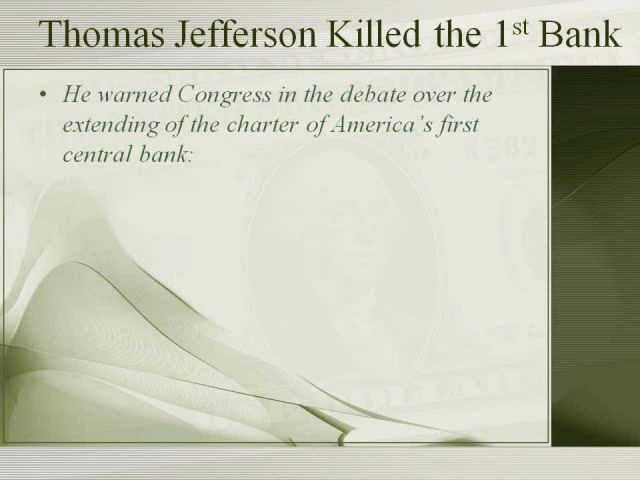 Thomas Jefferson Killed the 1st Bank
• He warned Congress in the debate over the
extending of the charter of America's first
central bank: